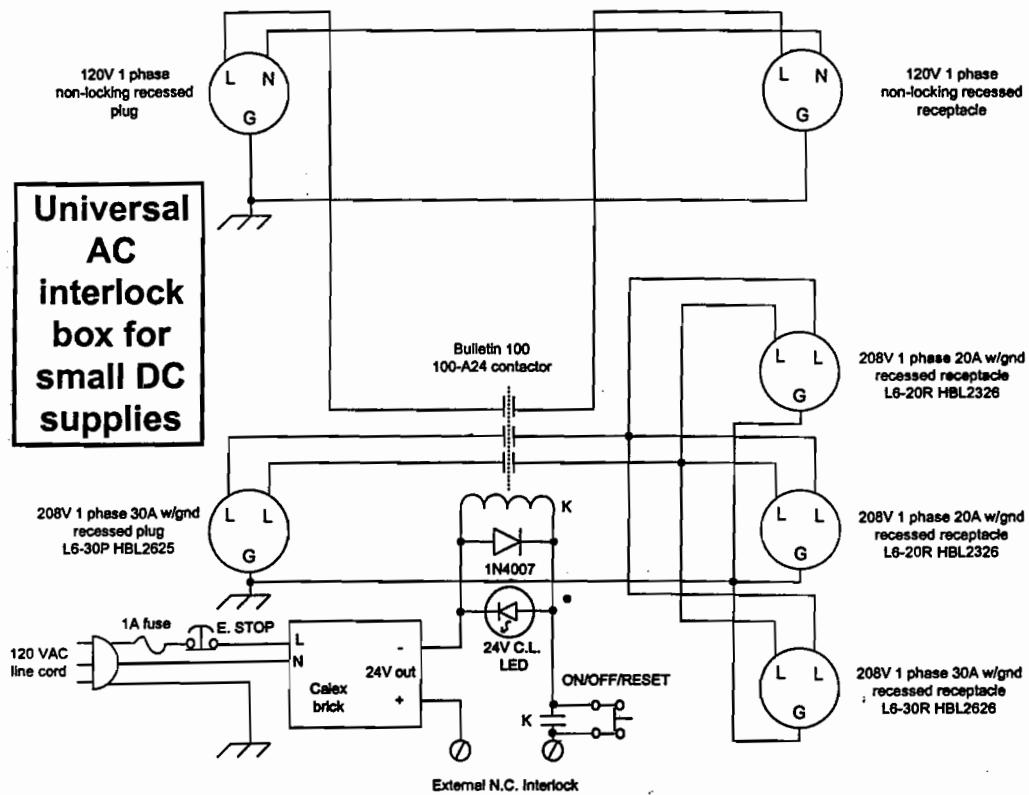 120V 1 phase
non-locking recessed
plug
L N
G
L N
G
120V 1 phase
non-locking recessed
receptacle
Universal
AC
interlock
box for
small DC
supplies
Bulletin 100
100-A24 contactor
L L
G
208V 1 phase 20A w/gnd
recessed receptacle
L6-20R HBL2326
208V 1 phase 30A w/gnd
recessed plug
L6-30P HBL2625
L L
G
K
1N4007
L L
G
208V 1 phase 20A w/gnd
recessed receptacle
L6-20R HBL2326
120 VAC
line cord
1A fuse
E. STOP
L
N
-
24V out
+
Calex
brick
24V C.L.
LED
ON/OFF/RESET
K
External N.C. Interlock
L L
G
208V 1 phase 30A w/gnd
recessed receptacle
L6-30R HBL2626